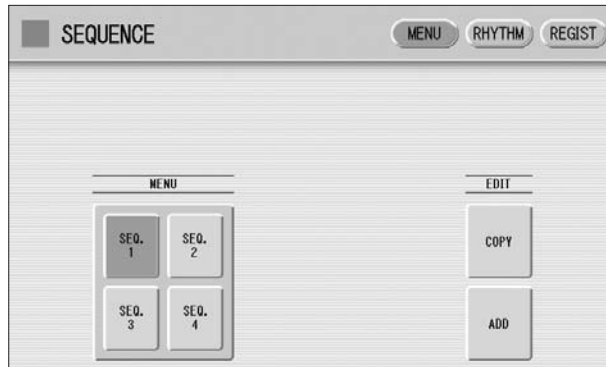 SEQUENCE MENU RHYTHM REGIST
MENU EDIT
SEQ. 1 SEQ. 2 COPY
SEQ. 3 SEQ. 4 ADD